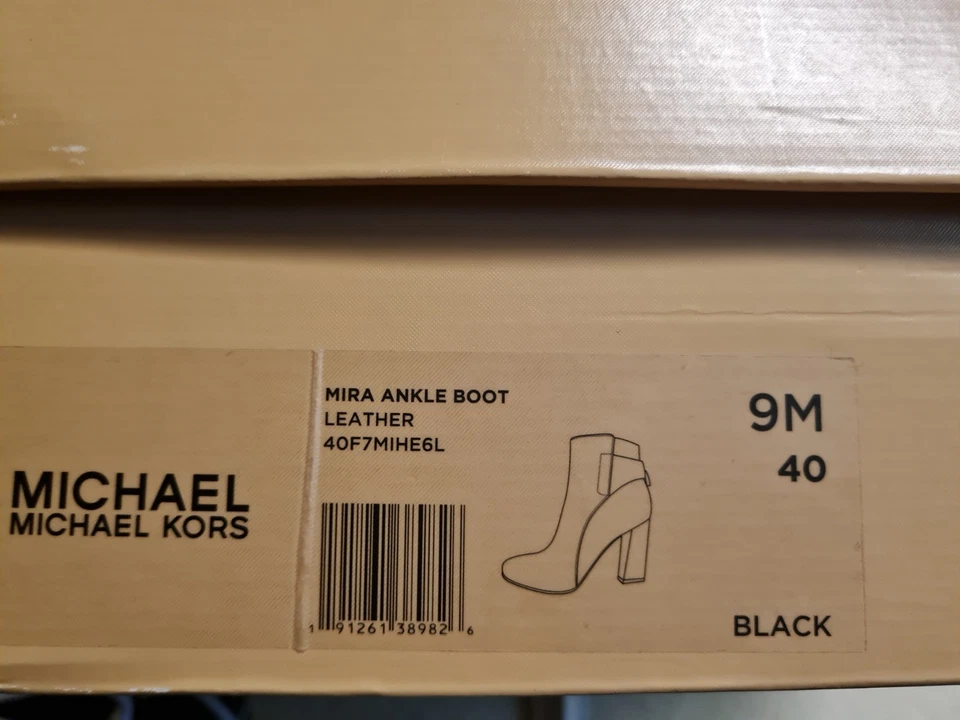 MICHAEL
MICHAEL KORS
MIRA ANKLE BOOT
LEATHER
40F7MIHE6L
1 91261 38982 6
9M
40
BLACK